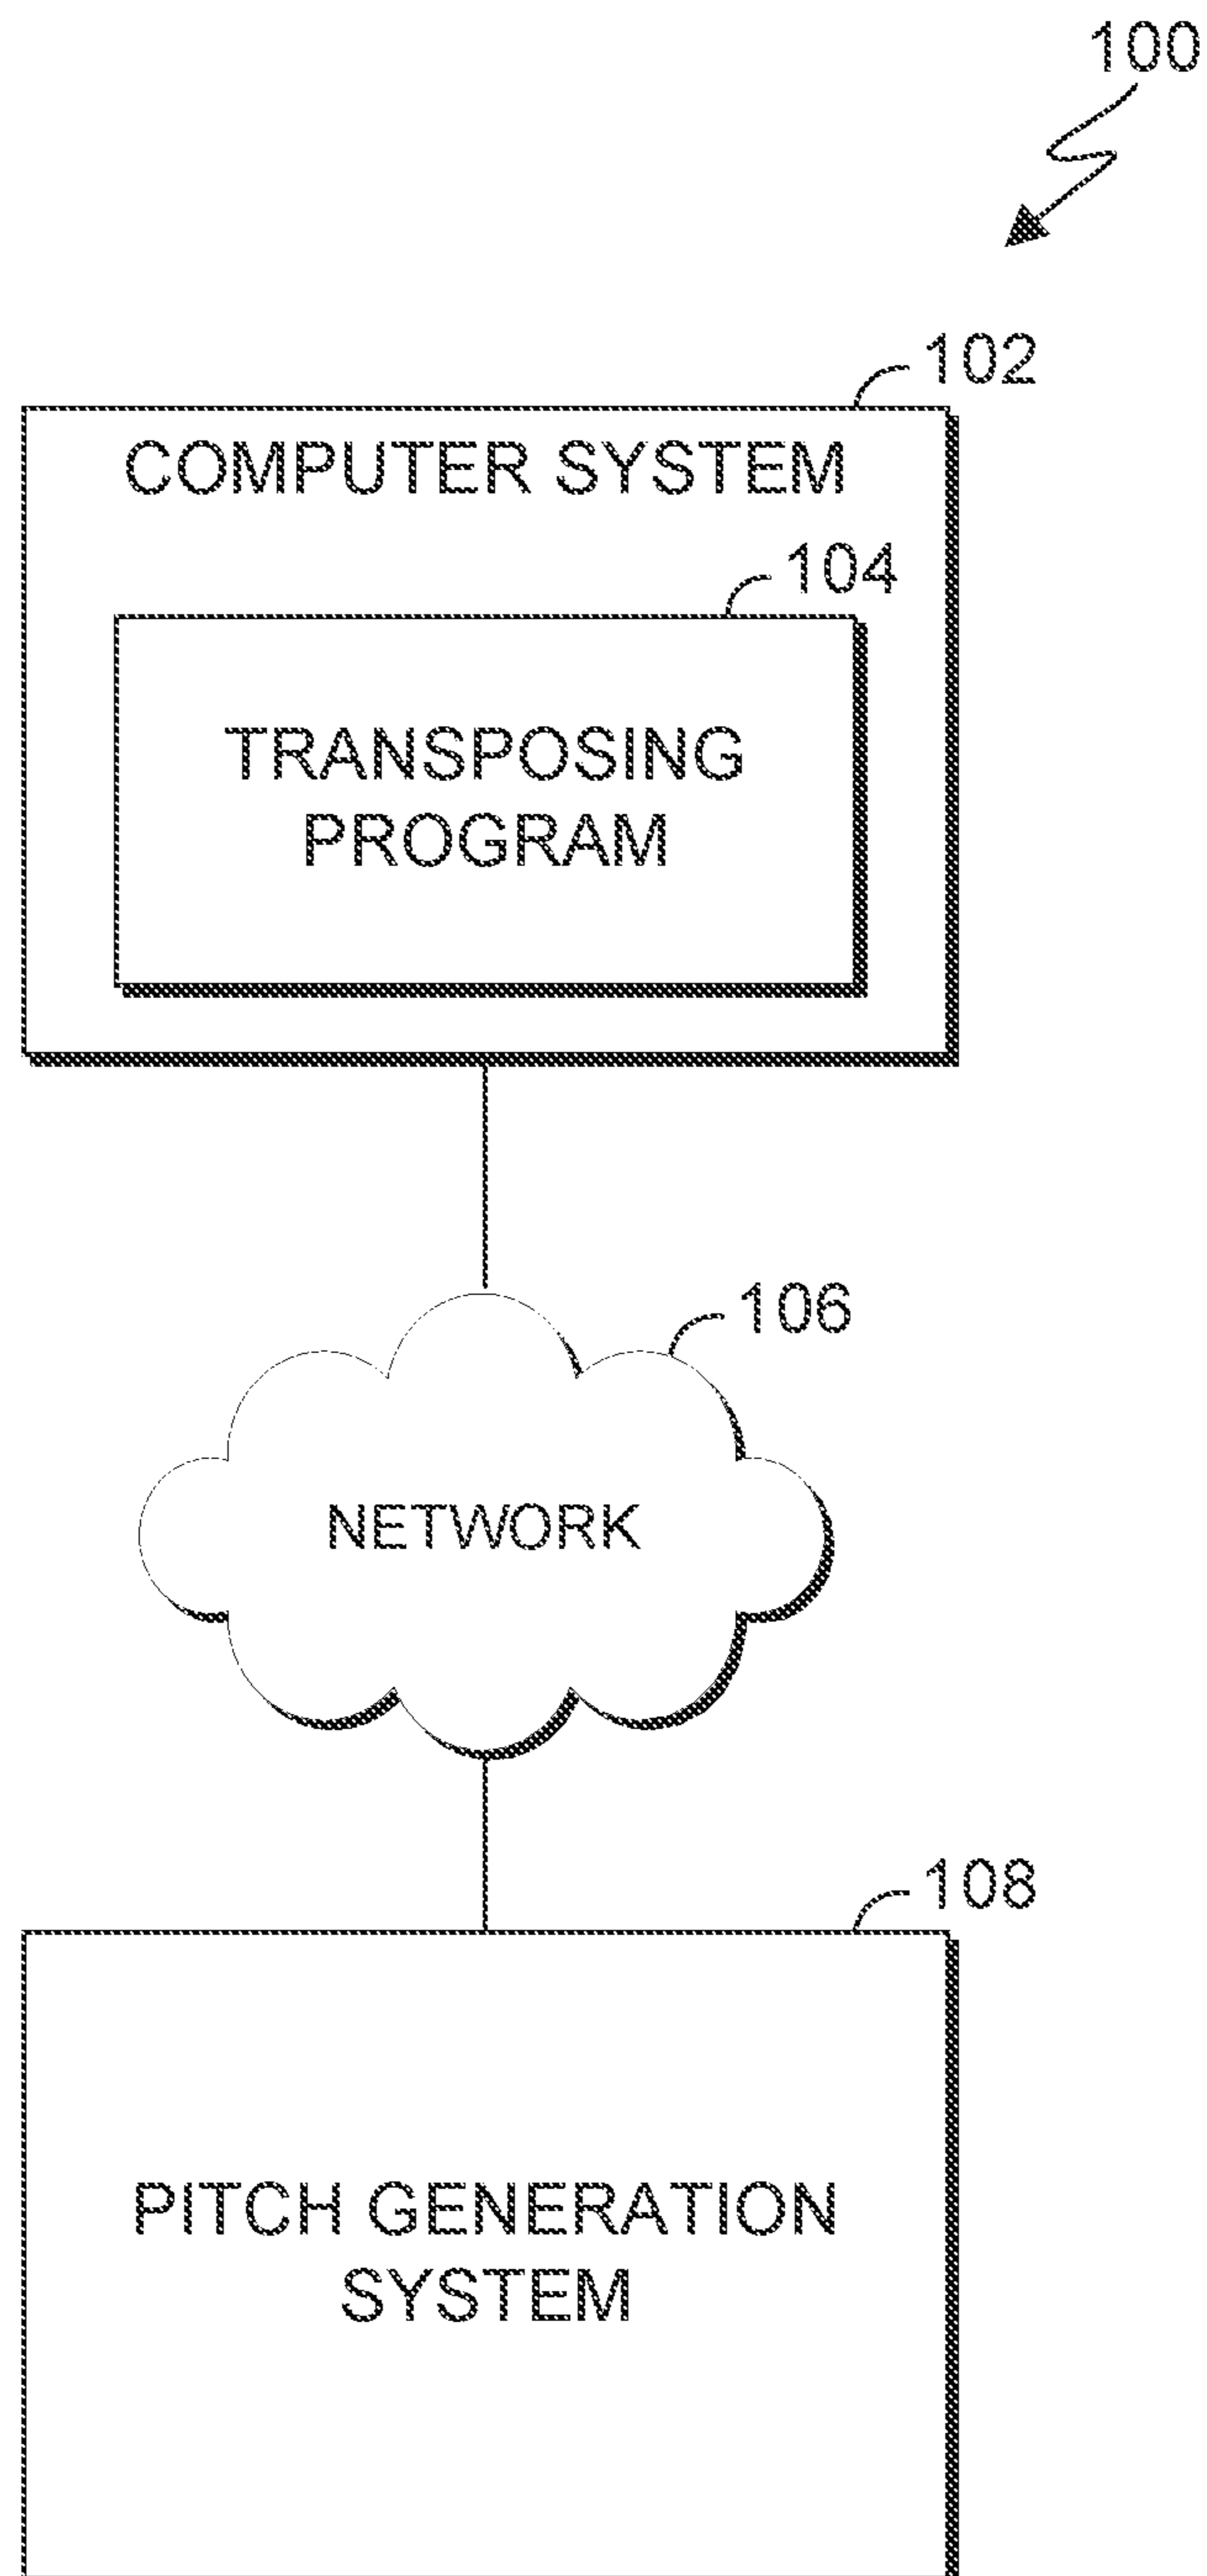 100
102
COMPUTER SYSTEM
104
TRANSPOSING
PROGRAM
106
NETWORK
108
PITCH GENERATION
SYSTEM